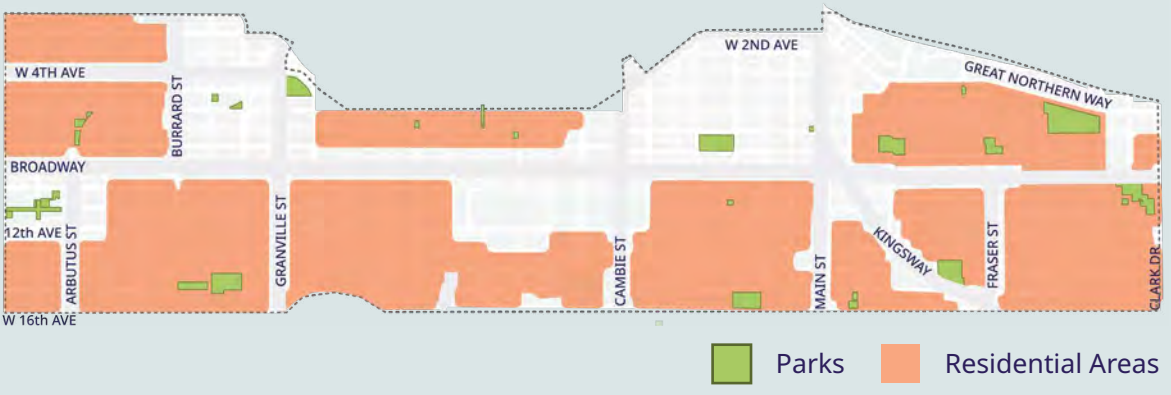 W 2ND AVE
W 4TH AVE
GREAT NORTHERN WAY
BURRARD ST
BROADWAY
12th AVE
ARBUTUS ST
GRANVILLE ST
CAMBIE ST
MAIN ST
KINGSWAY
FRASER ST
CLARK DR
W 16th AVE
Parks
Residential Areas